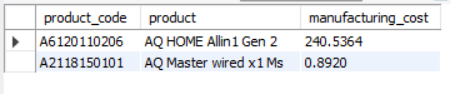 product_code product manufacturing_cost
A6120110206 AQ HOME Allin1 Gen 2 240.5364
A2118150101 AQ Master wired x1 Ms 0.8920